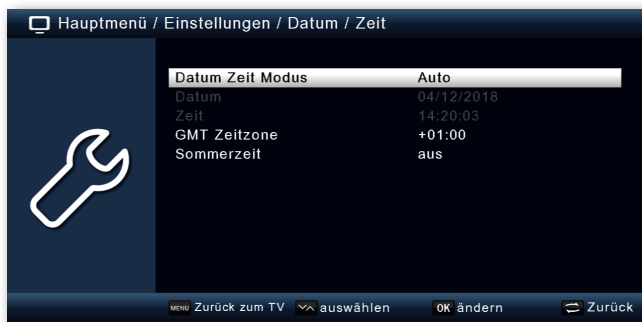 Hauptmenü / Einstellungen / Datum / Zeit
Datum Zeit Modus Auto
Datum 04/12/2018
Zeit 14:20:03
GMT Zeitzone +01:00
Sommerzeit aus
MENU Zurück zum TV auswählen OK ändern Zurück